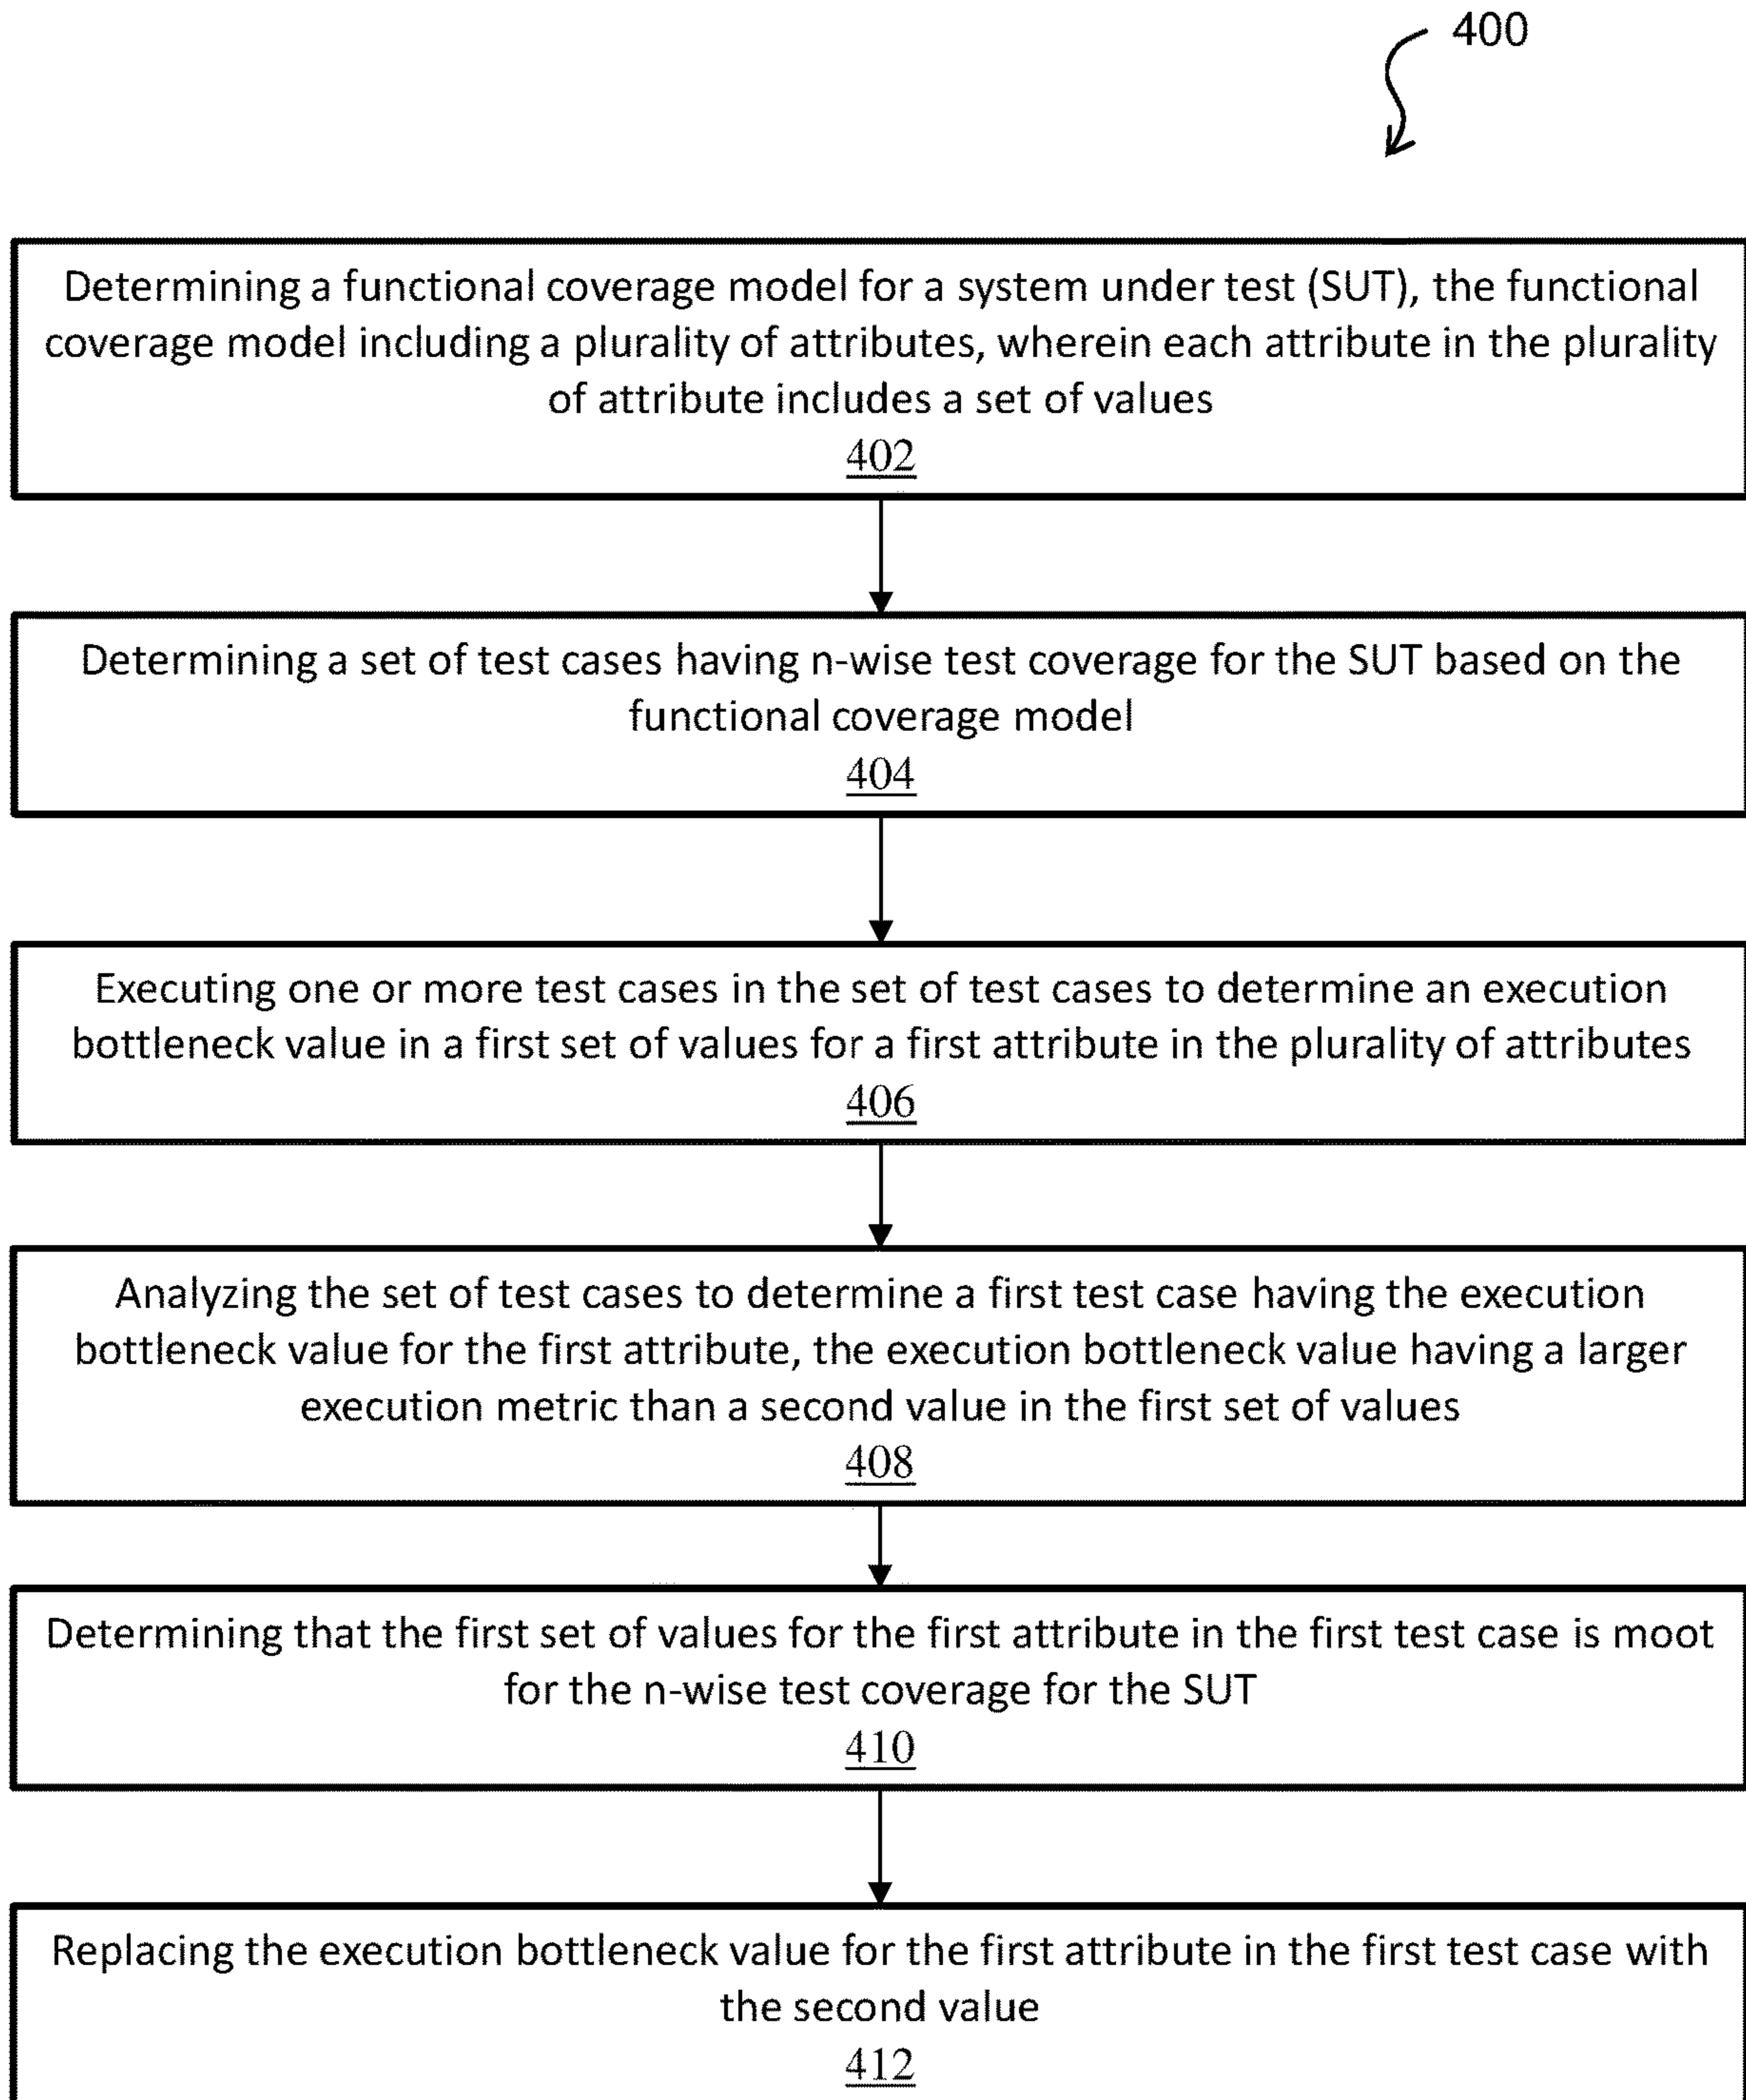 400
Determining a functional coverage model for a system under test (SUT), the functional
coverage model including a plurality of attributes, wherein each attribute in the plurality
of attribute includes a set of values
402
Determining a set of test cases having n-wise test coverage for the SUT based on the
functional coverage model
404
Executing one or more test cases in the set of test cases to determine an execution
bottleneck value in a first set of values for a first attribute in the plurality of attributes
406
Analyzing the set of test cases to determine a first test case having the execution
bottleneck value for the first attribute, the execution bottleneck value having a larger
execution metric than a second value in the first set of values
408
Determining that the first set of values for the first attribute in the first test case is moot
for the n-wise test coverage for the SUT
410
Replacing the execution bottleneck value for the first attribute in the first test case with
the second value
412